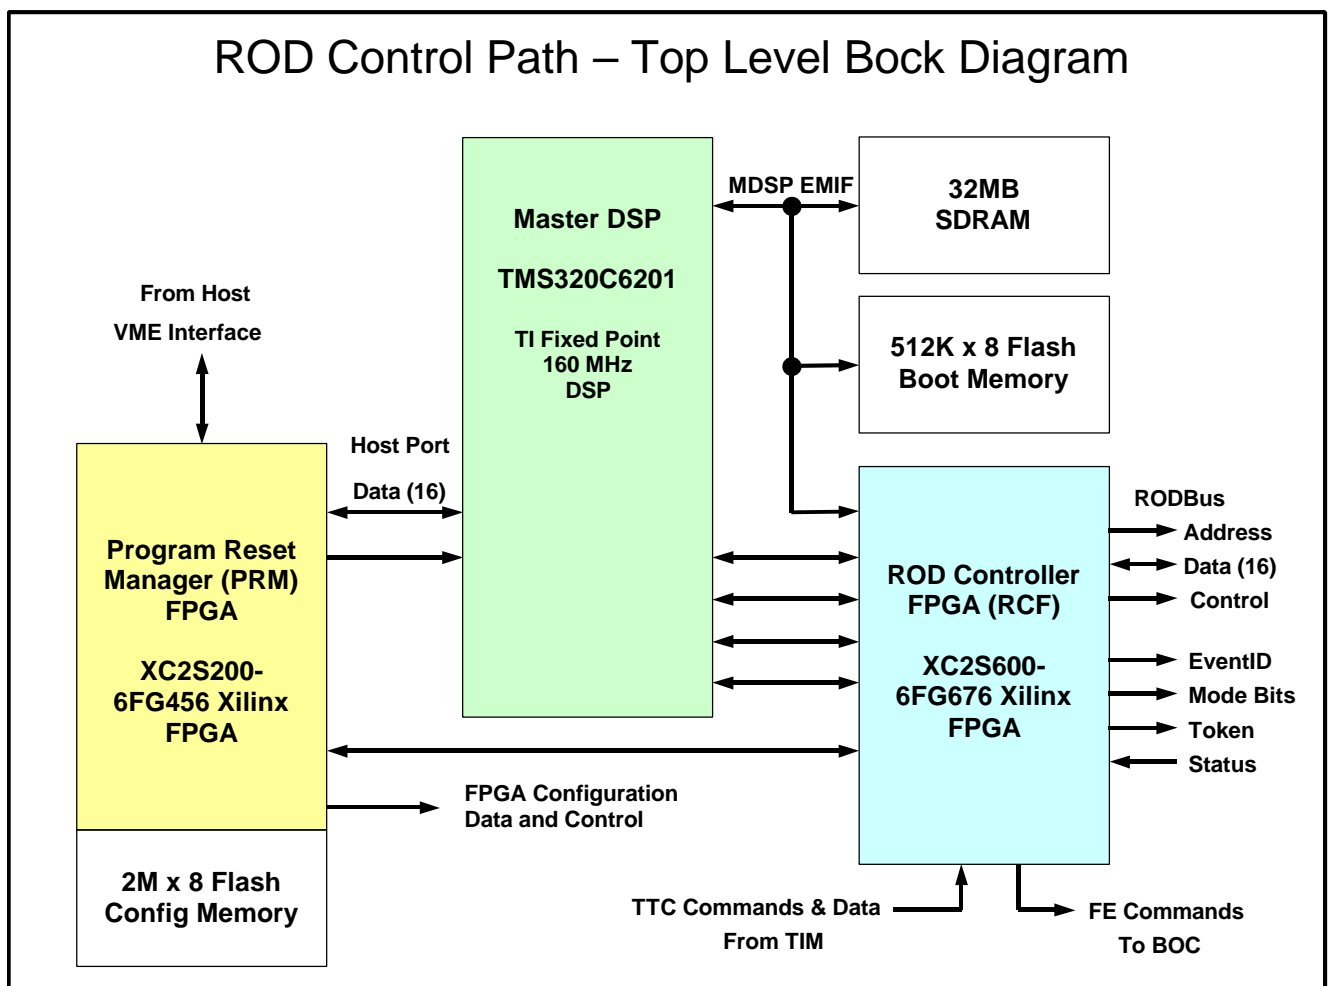 ROD Control Path – Top Level Bock Diagram
MDSP EMIF
32MB
SDRAM
Master DSP
TMS320C6201
TI Fixed Point
160 MHz
DSP
From Host
VME Interface
512K x 8 Flash
Boot Memory
Host Port
Data (16)
Program Reset
Manager (PRM)
FPGA
XC2S200-
6FG456 Xilinx
FPGA
ROD Controller
FPGA (RCF)
XC2S600-
6FG676 Xilinx
FPGA
RODBus
Address
Data (16)
Control
EventID
Mode Bits
Token
Status
FPGA Configuration
Data and Control
2M x 8 Flash
Config Memory
TTC Commands & Data
From TIM
FE Commands
To BOC